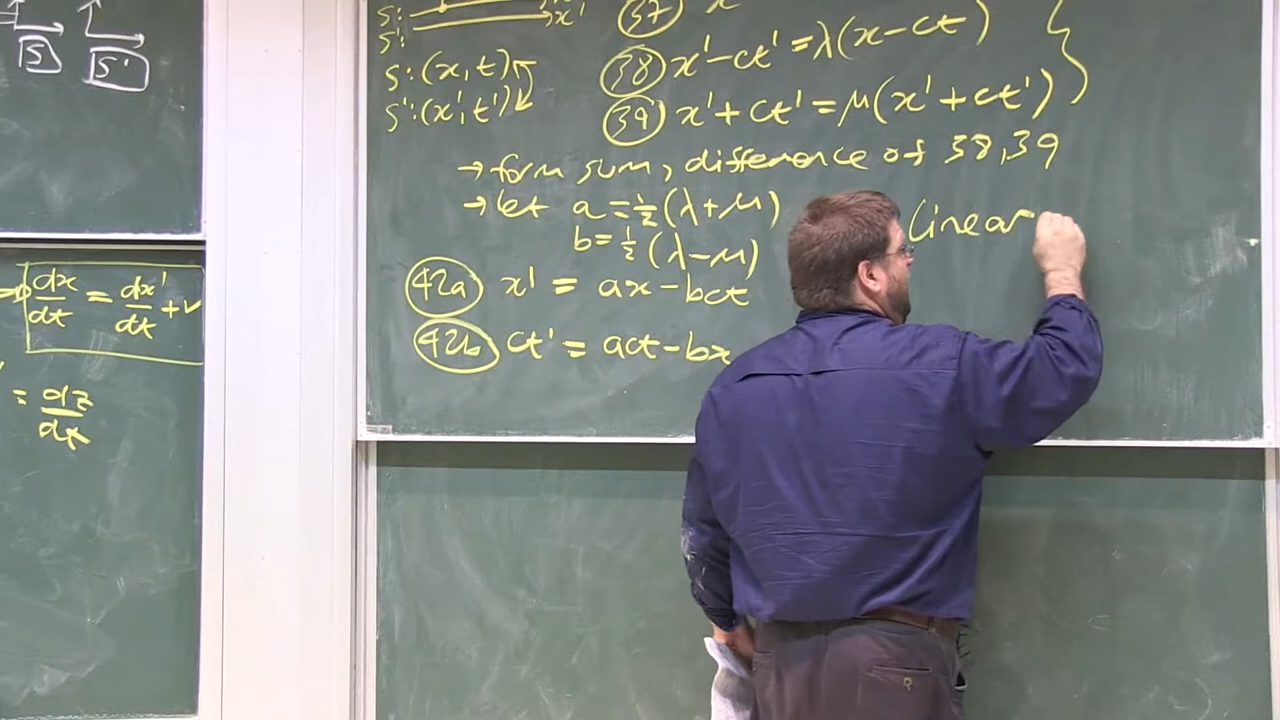 S S'
dx/dt = dx'/dt + v
= dz/dt
S:
S': x'
S:(x,t)
S':(x',t')
(37) x
(38) x'-ct' = λ(x-ct)
(39) x'+ct' = μ(x'+ct')
→ form sum, difference of 38,39
→ let a = ½(λ+μ)
b = ½(λ-μ)
(linear
(42a) x' = ax-bct
(42b) ct' = act-bx